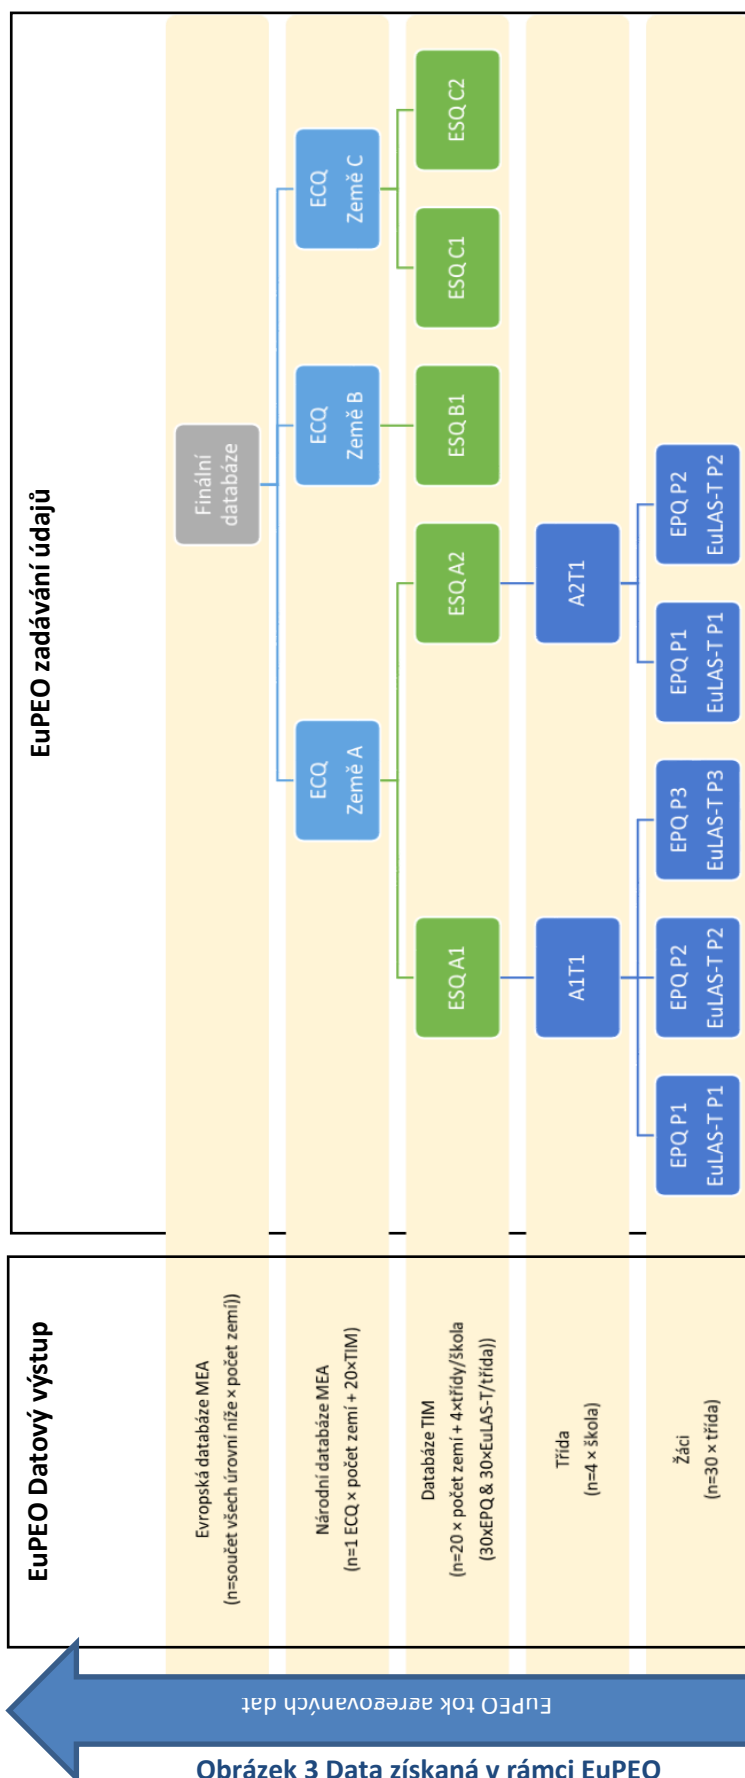 EuPEO zadávání údajů
Finální
databáze
ECQ
Země A
ECQ
Země B
ECQ
Země C
ESQ A1
ESQ A2
ESQ B1
ESQ C1
ESQ C2
A1T1
A2T1
EPQ P1
EuLAS-T P1
EPQ P2
EuLAS-T P2
EPQ P3
EuLAS-T P3
EPQ P1
EuLAS-T P1
EPQ P2
EuLAS-T P2
EuPEO Datový výstup
Evropská databáze MEA
(n=součet všech úrovní níže × počet zemí))
Národní databáze MEA
(n=1 ECQ × počet zemí + 20×TIM)
Databáze TIM
(n=20 × počet zemí + 4×třídy/škola
(30xEPQ & 30×EuLAS-T/třída))
Třída
(n=4 × škola)
Žáci
(n=30 × třída)
EuPEO tok agregovaných dat
Obrázek 3 Data získaná v rámci EuPEO